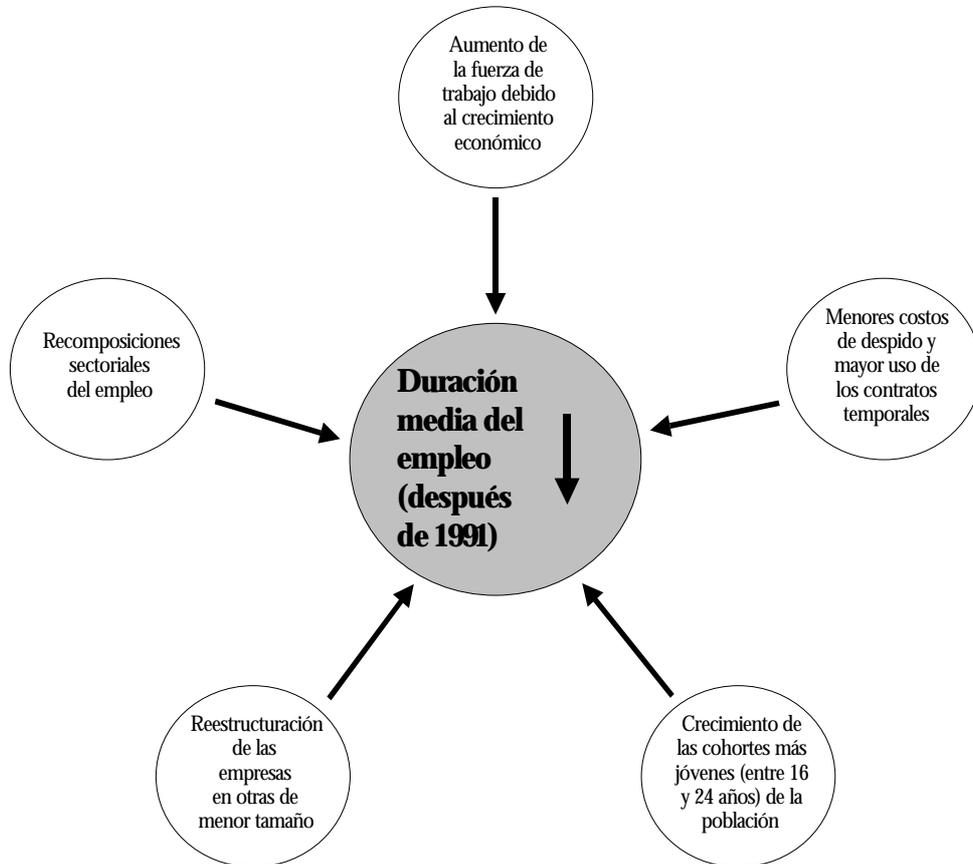 Aumento de
la fuerza de
trabajo debido
al crecimiento
económico
Recomposiciones
sectoriales
del empleo
Menores costos
de despido y
mayor uso de
los contratos
temporales
Duración
media del
empleo
(después
de 1991)
Reestructuración
de las
empresas
en otras de
menor tamaño
Crecimiento de
las cohortes más
jóvenes (entre 16
y 24 años) de la
población